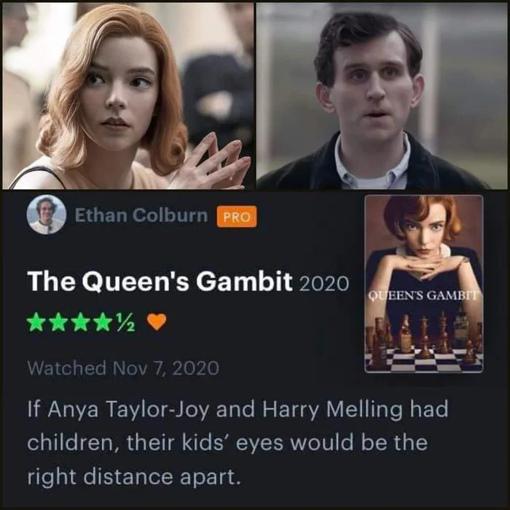 Ethan Colburn PRO
The Queen's Gambit 2020
★★★★½ 🧡
QUEEN'S GAMBIT
Watched Nov 7, 2020
If Anya Taylor-Joy and Harry Melling had
children, their kids' eyes would be the
right distance apart.